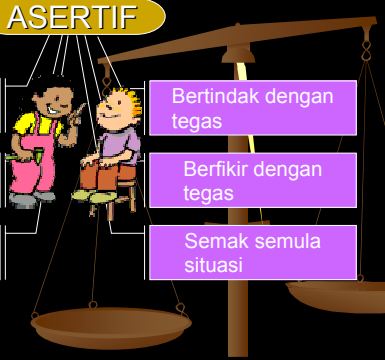 ASERTIF
Bertindak dengan
tegas
Berfikir dengan
tegas
Semak semula
situasi